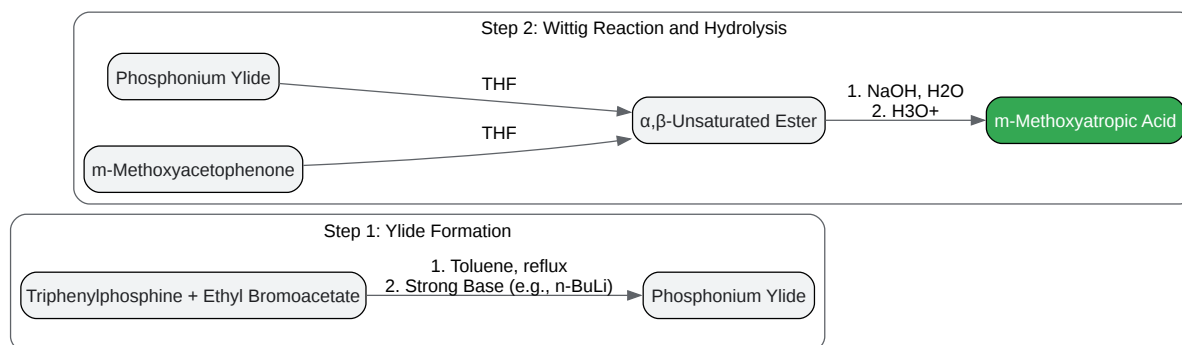 Step 2: Wittig Reaction and Hydrolysis
Phosphonium Ylide
THF
1. NaOH, H2O
2. H3O+
α,β-Unsaturated Ester
m-Methoxyatropic Acid
THF
m-Methoxyacetophenone
Step 1: Ylide Formation
1. Toluene, reflux
2. Strong Base (e.g., n-BuLi)
Triphenylphosphine + Ethyl Bromoacetate
Phosphonium Ylide